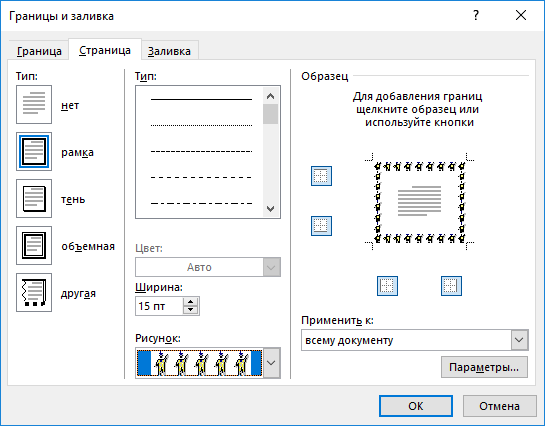 Границы и заливка
?
Граница
Страница
Заливка
Тип:
нет
рамка
тень
объемная
другая
Тип:
Цвет:
Авто
Ширина:
15 пт
Рисунок:
Образец
Для добавления границ
щелкните образец или
используйте кнопки
Применить к:
всему документу
Параметры...
ОК
Отмена